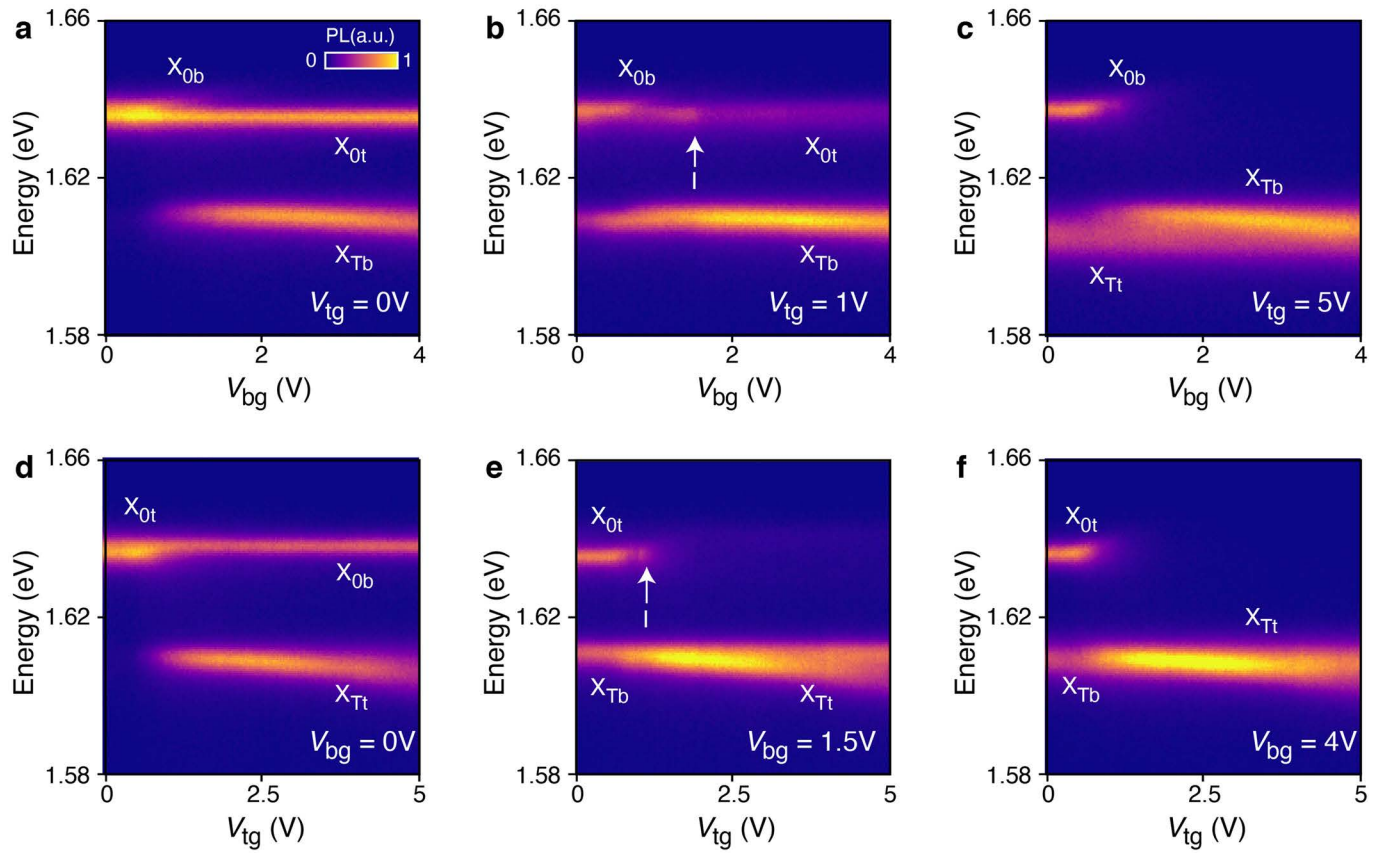 a
1.66
PL(a.u.)
0 1
X0b
X0t
1.62
XTb
Vtg = 0V
1.58
0 2 4
Energy (eV)
Vbg (V)
b
1.66
X0b
X0t
1.62
XTb
Vtg = 1V
1.58
0 2 4
Energy (eV)
Vbg (V)
c
1.66
X0b
1.62
XTb
XTt
Vtg = 5V
1.58
0 2 4
Energy (eV)
Vbg (V)
d
1.66
X0t
X0b
1.62
XTt
Vbg = 0V
1.58
0 2.5 5
Energy (eV)
Vtg (V)
e
1.66
X0t
1.62
XTb XTt
Vbg = 1.5V
1.58
0 2.5 5
Energy (eV)
Vtg (V)
f
1.66
X0t
1.62
XTt
XTb
Vbg = 4V
1.58
0 2.5 5
Energy (eV)
Vtg (V)